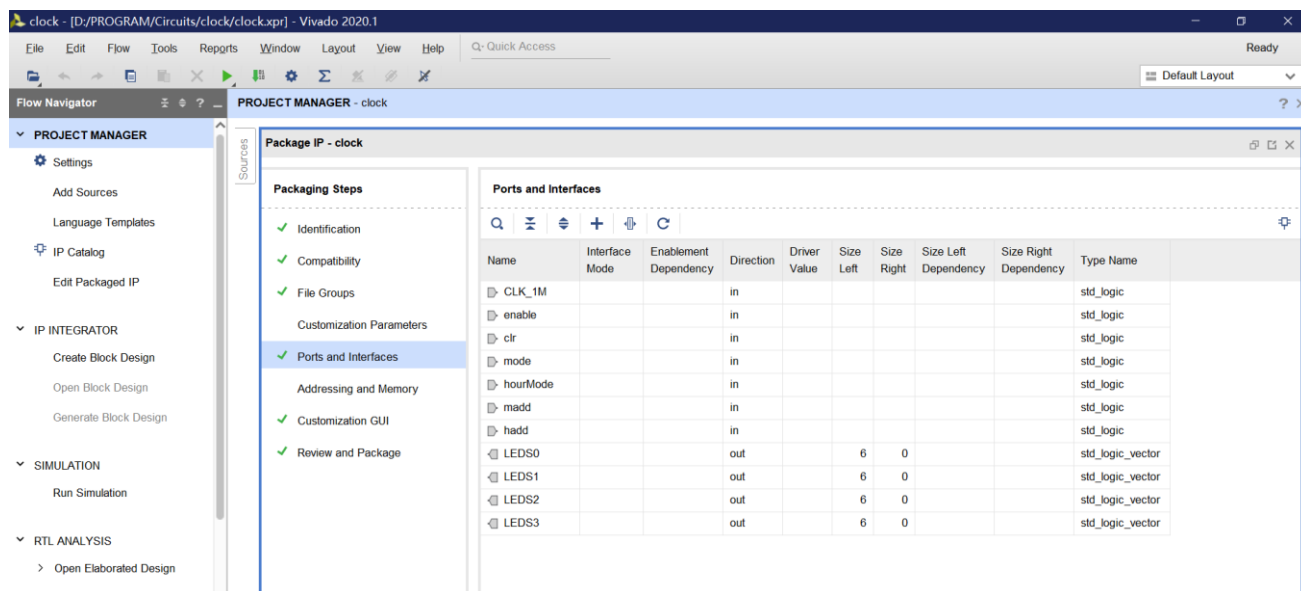 clock - [D:/PROGRAM/Circuits/clock/clock.xpr] - Vivado 2020.1
File Edit Flow Tools Reports Window Layout View Help Q- Quick Access Ready
Default Layout
Flow Navigator
PROJECT MANAGER - clock
PROJECT MANAGER
Settings
Add Sources
Language Templates
IP Catalog
Edit Packaged IP
IP INTEGRATOR
Create Block Design
Open Block Design
Generate Block Design
SIMULATION
Run Simulation
RTL ANALYSIS
Open Elaborated Design
Sources
Package IP - clock
Packaging Steps
Identification
Compatibility
File Groups
Customization Parameters
Ports and Interfaces
Addressing and Memory
Customization GUI
Review and Package
Ports and Interfaces
Name Interface Mode Enablement Dependency Direction Driver Value Size Left Size Right Size Left Dependency Size Right Dependency Type Name
CLK_1M in std_logic
enable in std_logic
clr in std_logic
mode in std_logic
hourMode in std_logic
madd in std_logic
hadd in std_logic
LEDS0 out 6 0 std_logic_vector
LEDS1 out 6 0 std_logic_vector
LEDS2 out 6 0 std_logic_vector
LEDS3 out 6 0 std_logic_vector